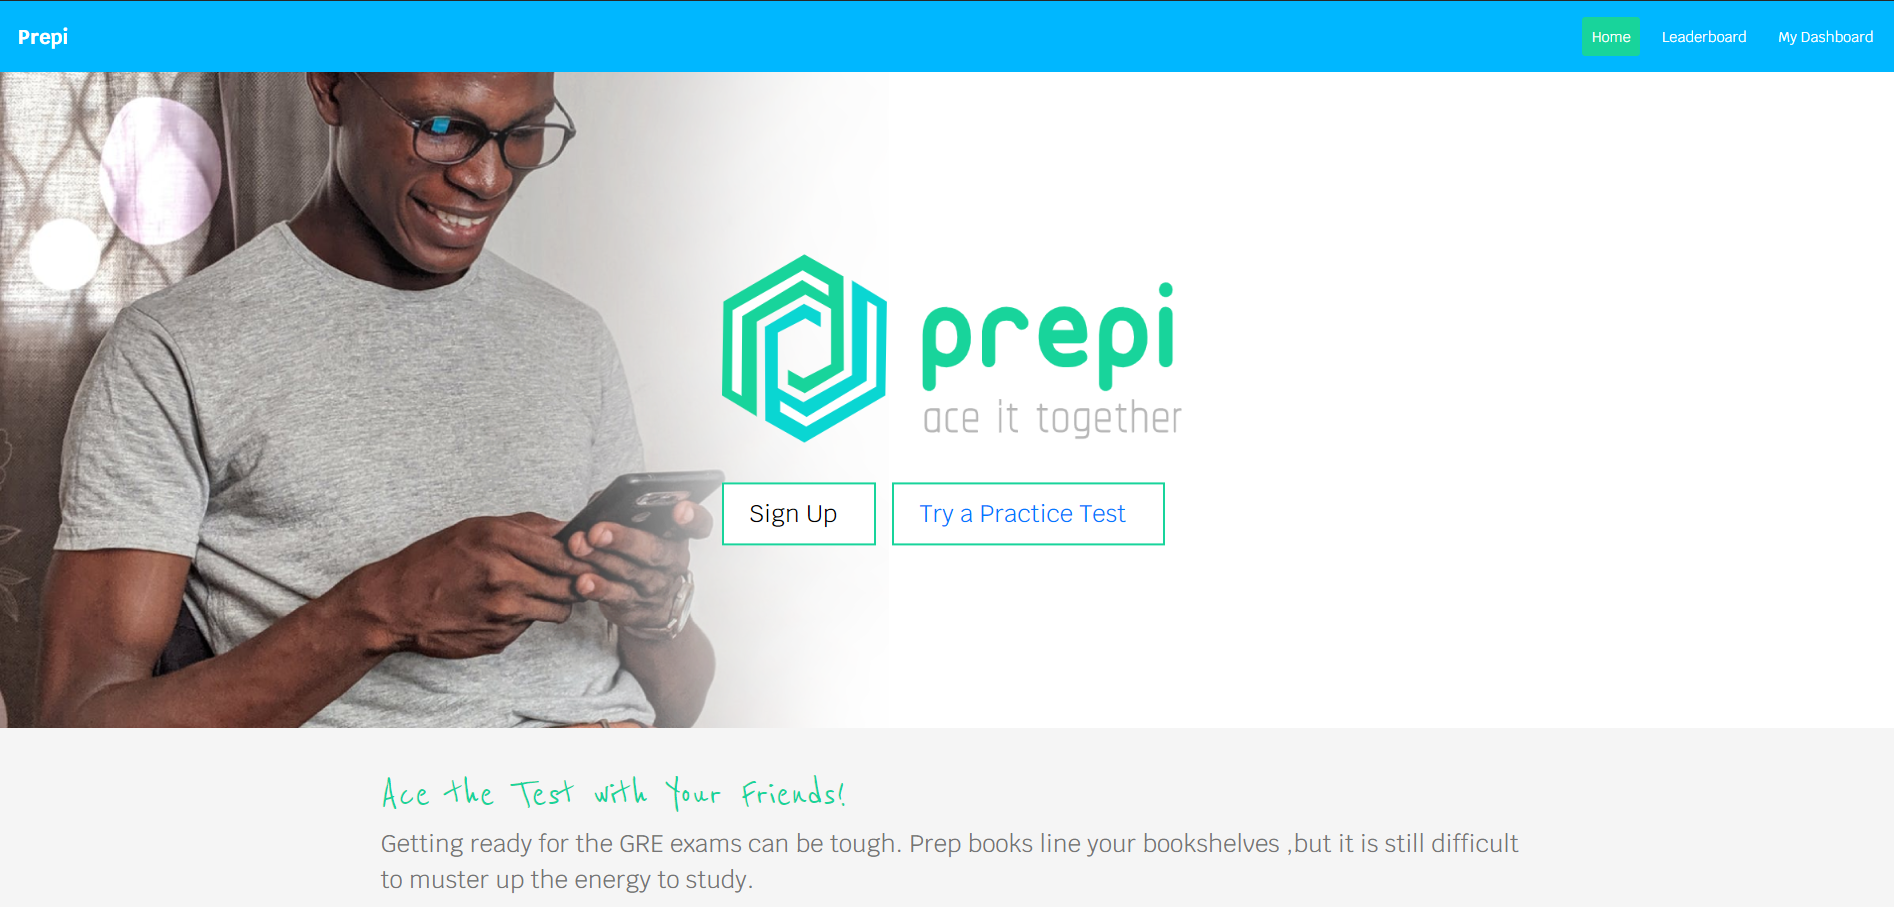 Prepi
Home Leaderboard My Dashboard
prepi
ace it together
Sign Up Try a Practice Test
Ace the Test with Your Friends!
Getting ready for the GRE exams can be tough. Prep books line your bookshelves ,but it is still difficult
to muster up the energy to study.